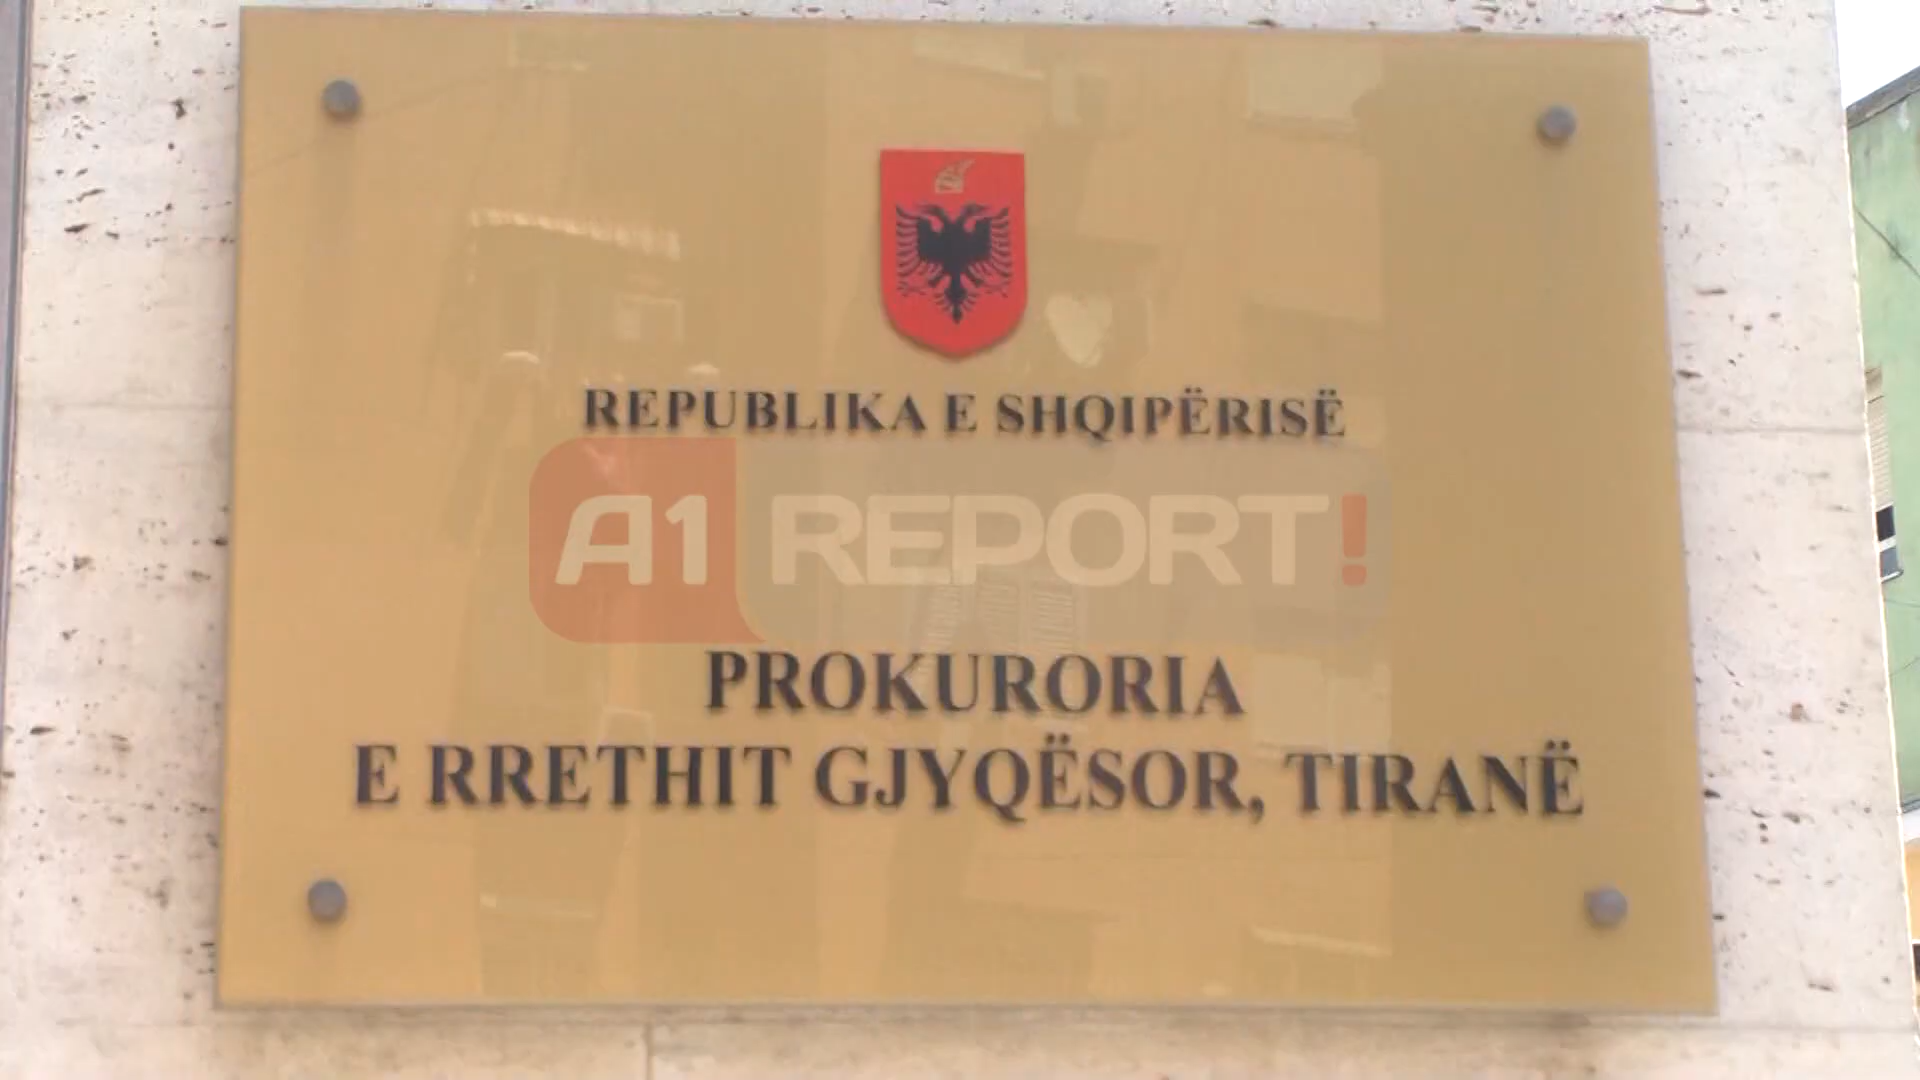 REPUBLIKA E SHQIPËRISË
A1 REPORT!
PROKURORIA
E RRETHIT GJYQËSOR, TIRANË